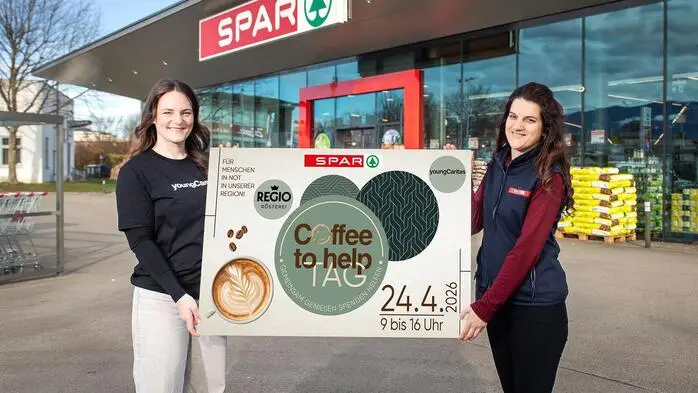 SPAR
youngCaritas
SPAR
FÜR
MENSCHEN
IN NOT
IN UNSERER
REGION!
REGIO
RÖSTEREI
youngCaritas
Coffee
to help
TAG
GEMEINSAM GENIEßEN SPENDEN HELFEN
24.4.2026
9 bis 16 Uhr
SPAR